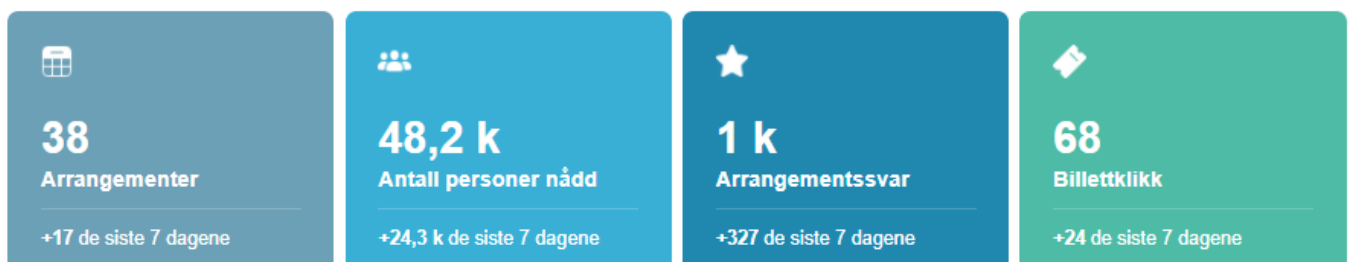 38
Arrangementer
+17 de siste 7 dagene
48,2 k
Antall personer nådd
+24,3 k de siste 7 dagene
1 k
Arrangementssvar
+327 de siste 7 dagene
68
Billettklikk
+24 de siste 7 dagene